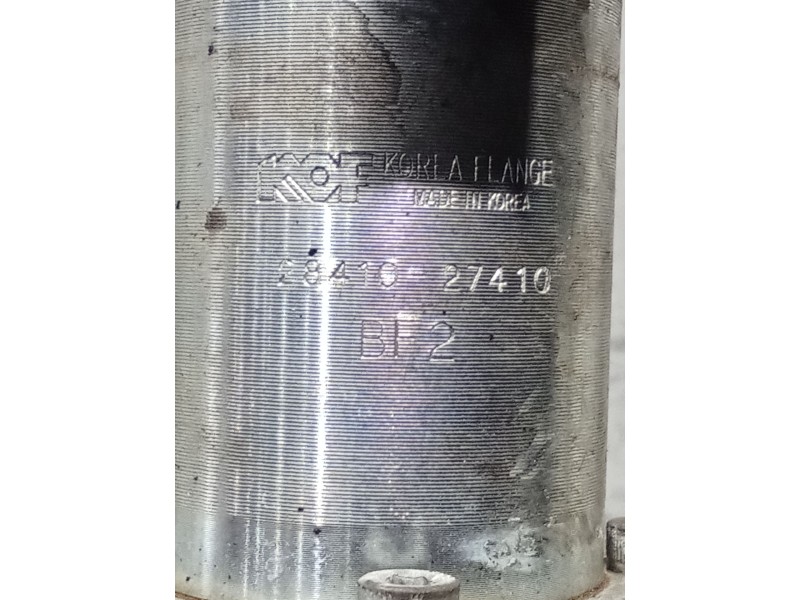 KOF KOREA FLANGE
MADE IN KOREA
28410-27410
BF2